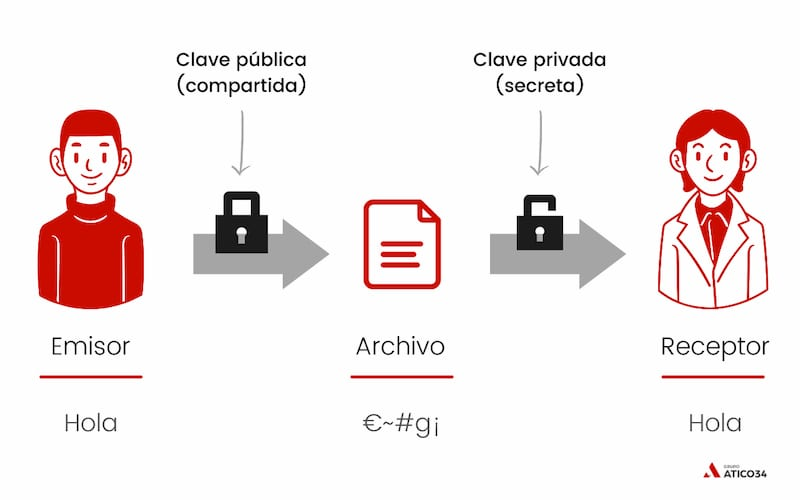 Clave pública
(compartida)
Clave privada
(secreta)
Emisor
Archivo
Receptor
Hola
€~#g¡
Hola
GRUPO
ATICO34